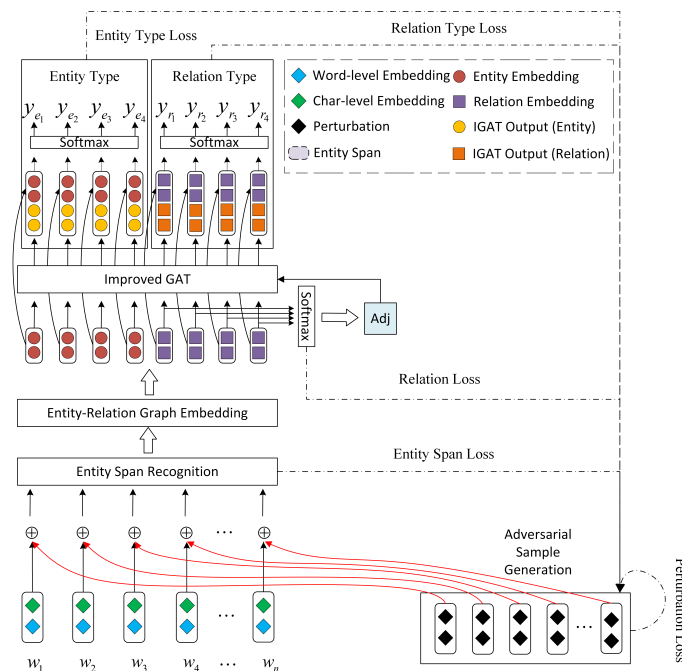 Entity Type Loss
Relation Type Loss
Entity Type
Relation Type
y_{e_1} y_{e_2} y_{e_3} y_{e_4}
y_{r_1} y_{r_2} y_{r_3} y_{r_4}
Softmax
Softmax
Word-level Embedding
Entity Embedding
Char-level Embedding
Relation Embedding
Perturbation
IGAT Output (Entity)
Entity Span
IGAT Output (Relation)
Improved GAT
Softmax
Adj
Relation Loss
Entity-Relation Graph Embedding
Entity Span Loss
Entity Span Recognition
...
Adversarial
Sample
Generation
Perturbation Loss
...
...
w_1 w_2 w_3 w_4 ... w_n